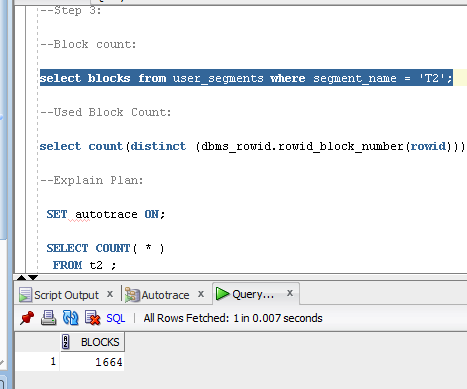 --Step 3:
--Block count:
select blocks from user_segments where segment_name = 'T2';
--Used Block Count:
select count(distinct (dbms_rowid.rowid_block_number(rowid)))
--Explain Plan:
SET autotrace ON;
SELECT COUNT( * )
FROM t2 ;
Script Output x Autotrace x Query... x
SQL | All Rows Fetched: 1 in 0.007 seconds
BLOCKS
1 1664